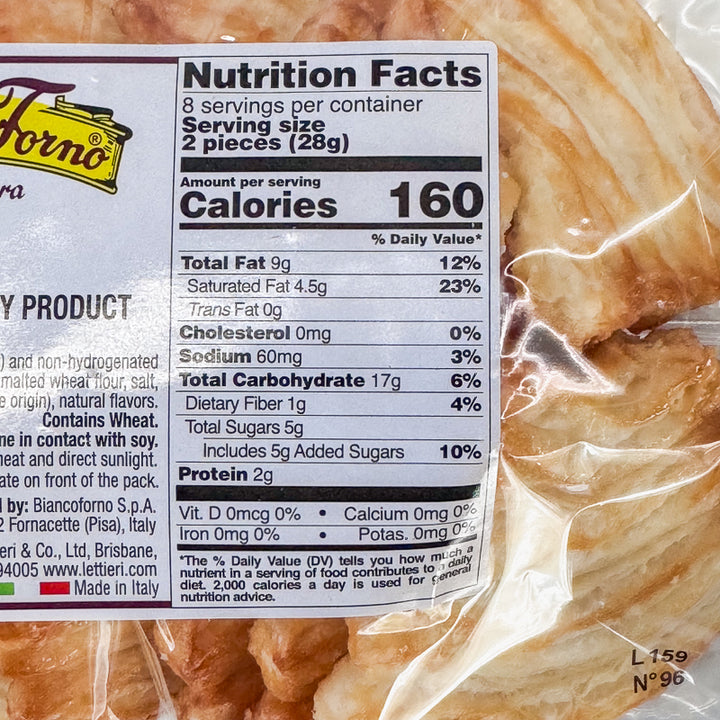 Forno®
ra
Y PRODUCT
) and non-hydrogenated
malted wheat flour, salt,
e origin), natural flavors.
Contains Wheat.
ne in contact with soy.
heat and direct sunlight.
ate on front of the pack.
d by: Biancoforno S.p.A.
2 Fornacette (Pisa), Italy
eri & Co., Ltd, Brisbane,
94005 www.lettieri.com
Made in Italy
Nutrition Facts
8 servings per container
Serving size
2 pieces (28g)
Amount per serving
Calories 160
% Daily Value*
Total Fat 9g 12%
Saturated Fat 4.5g 23%
Trans Fat 0g
Cholesterol 0mg 0%
Sodium 60mg 3%
Total Carbohydrate 17g 6%
Dietary Fiber 1g 4%
Total Sugars 5g
Includes 5g Added Sugars 10%
Protein 2g
Vit. D 0mcg 0% • Calcium 0mg 0%
Iron 0mg 0% • Potas. 0mg 0%
*The % Daily Value (DV) tells you how much a
nutrient in a serving of food contributes to a daily
diet. 2,000 calories a day is used for general
nutrition advice.
L 159
N° 96